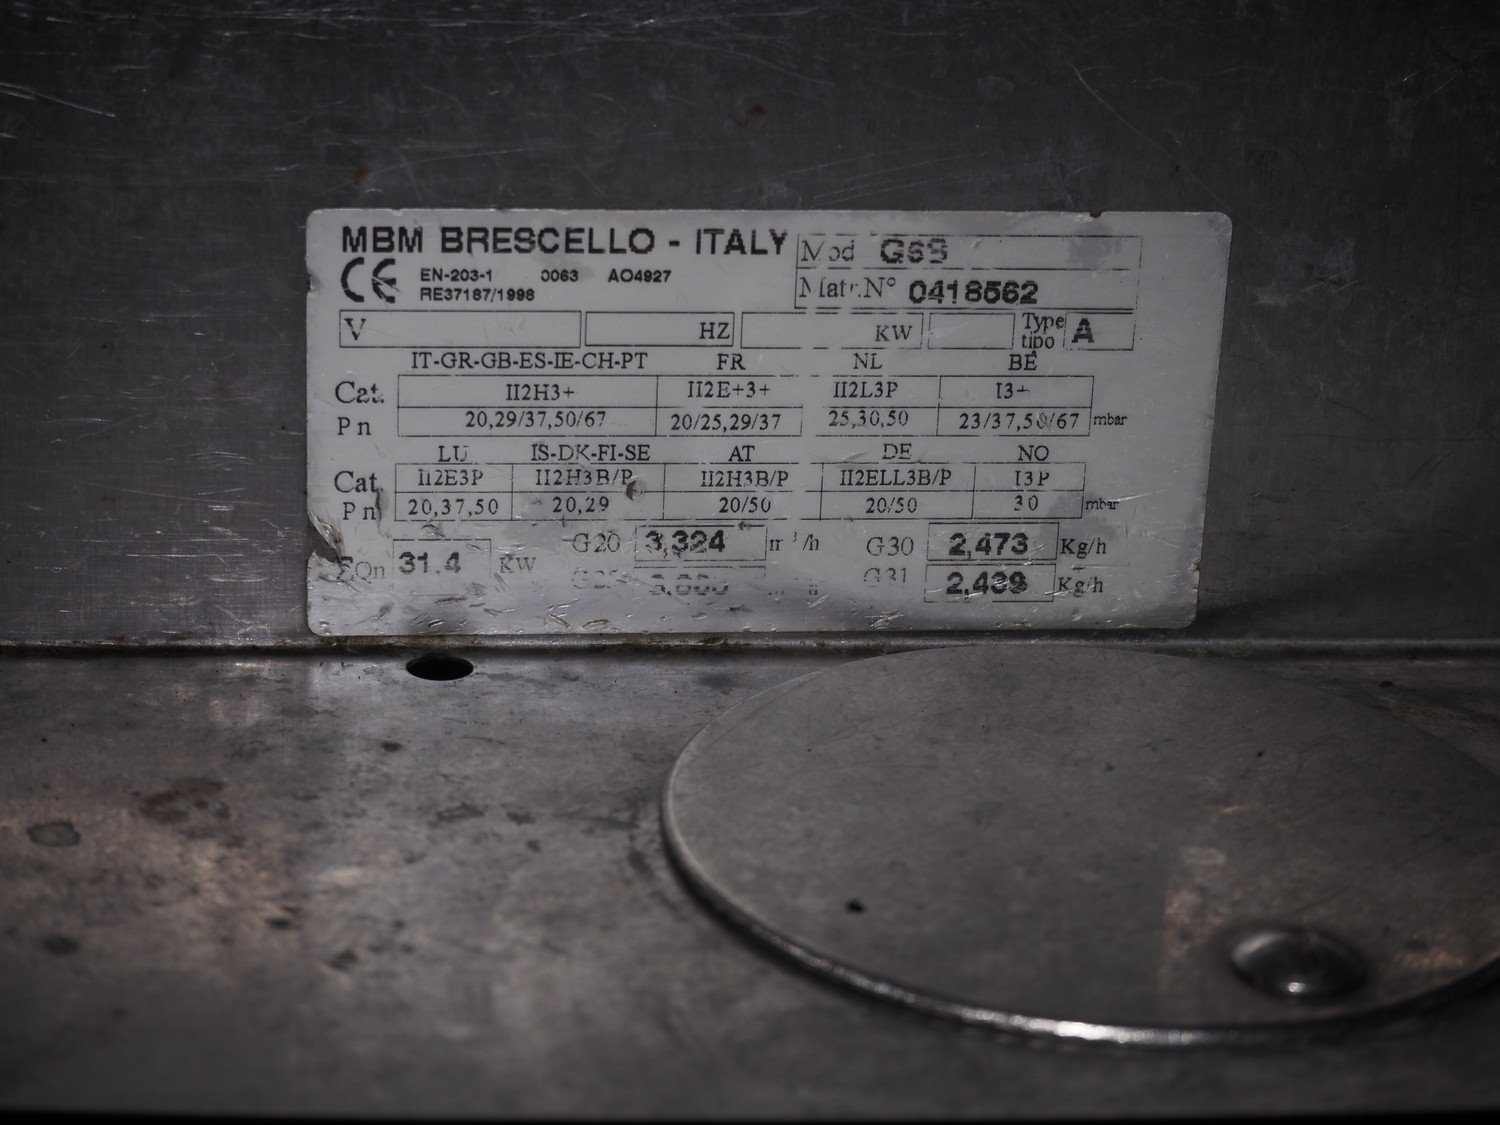 MBM BRESCELLO - ITALY
Mod G6S
CE EN-203-1 0063 AO4927
RE37187/1998
Matr.N° 0418562
V HZ KW Type tipo A
IT-GR-GB-ES-IE-CH-PT FR NL BE
Cat. II2H3+ II2E+3+ II2L3P I3+
Pn 20,29/37,50/67 20/25,29/37 25,30,50 23/37,50/67 mbar
LU IS-DK-FI-SE AT DE NO
Cat. II2E3P II2H3B/P II2H3B/P II2ELL3B/P I3P
Pn 20,37,50 20,29 20/50 20/50 30 mbar
ΣQn 31.4 KW
G20 3,324 m³/h G30 2,473 Kg/h
G31 2,439 Kg/h